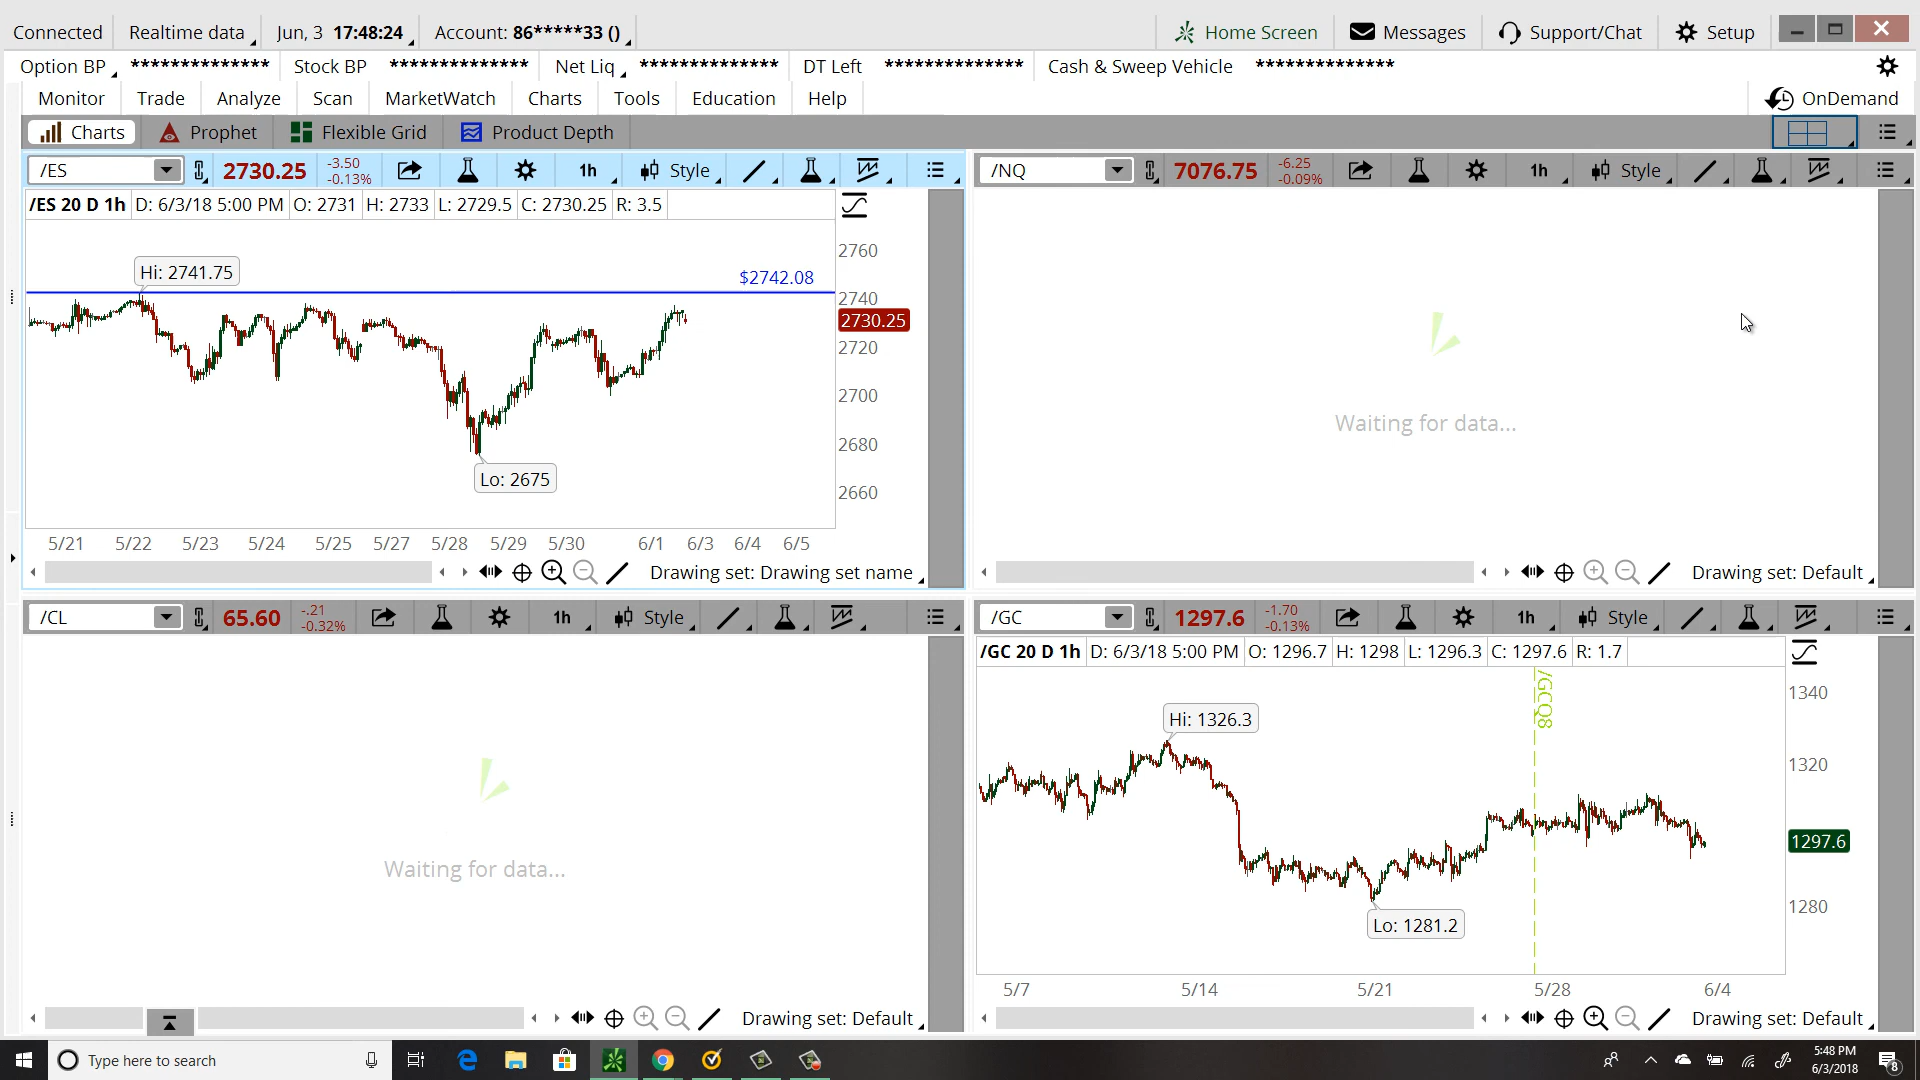 Connected Realtime data Jun, 3 17:48:24 Account: 86*****33 () Home Screen Messages Support/Chat Setup
Option BP ************** Stock BP ************** Net Liq ************** DT Left ************** Cash & Sweep Vehicle **************
Monitor Trade Analyze Scan MarketWatch Charts Tools Education Help OnDemand
Charts Prophet Flexible Grid Product Depth
/ES 2730.25 -3.50 -0.13% 1h Style
/ES 20 D 1h D: 6/3/18 5:00 PM O: 2731 H: 2733 L: 2729.5 C: 2730.25 R: 3.5
2760
Hi: 2741.75
$2742.08
2740
2730.25
2720
2700
2680
Lo: 2675
2660
5/21 5/22 5/23 5/24 5/25 5/27 5/28 5/29 5/30 6/1 6/3 6/4 6/5
Drawing set: Drawing set name
/NQ 7076.75 -6.25 -0.09% 1h Style
Waiting for data...
Drawing set: Default
/CL 65.60 -.21 -0.32% 1h Style
Waiting for data...
Drawing set: Default
/GC 1297.6 -1.70 -0.13% 1h Style
/GC 20 D 1h D: 6/3/18 5:00 PM O: 1296.7 H: 1298 L: 1296.3 C: 1297.6 R: 1.7
/GCQ8
1340
Hi: 1326.3
1320
1297.6
1280
Lo: 1281.2
5/7 5/14 5/21 5/28 6/4
Drawing set: Default
Type here to search
5:48 PM
6/3/2018
8